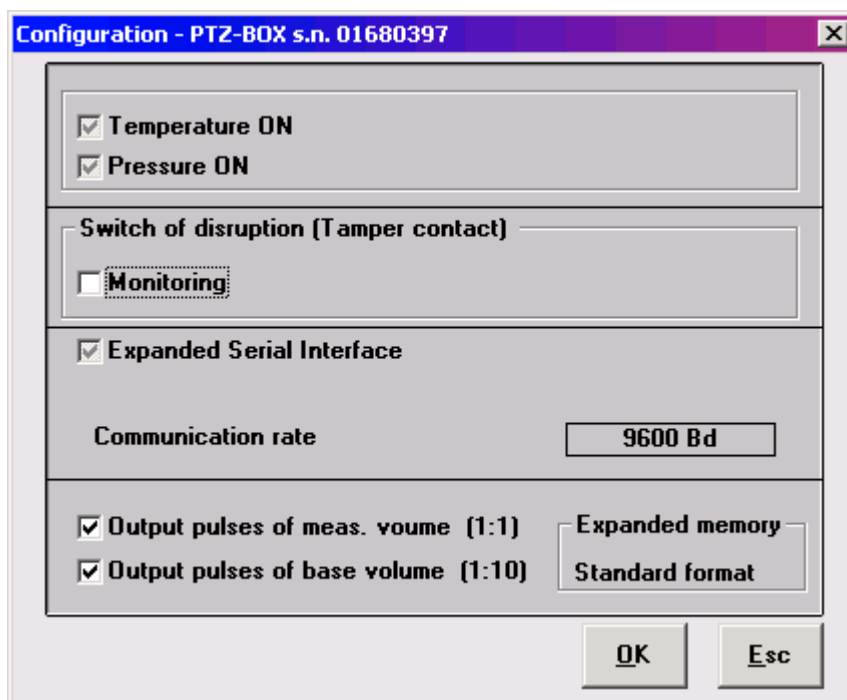 Configuration - PTZ-BOX s.n. 01680397
Temperature ON
Pressure ON
Switch of disruption (Tamper contact)
Monitoring
Expanded Serial Interface
Communication rate 9600 Bd
Output pulses of meas. voume (1:1)
Expanded memory
Output pulses of base volume (1:10)
Standard format
OK Esc